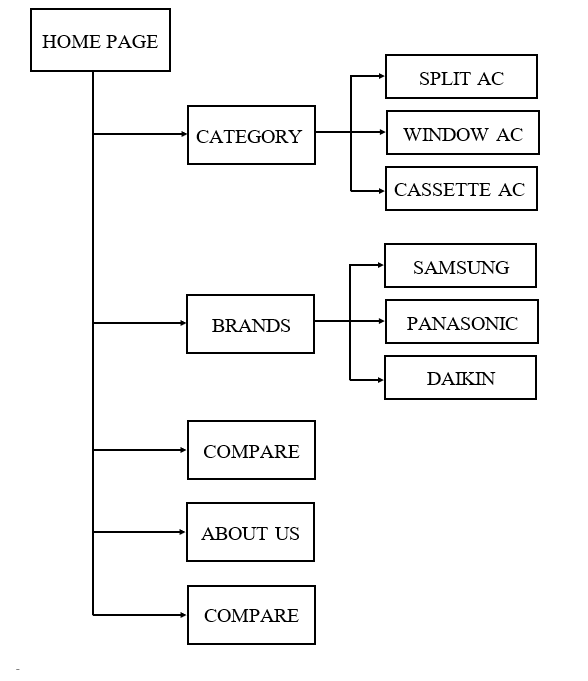 HOME PAGE
CATEGORY
SPLIT AC
WINDOW AC
CASSETTE AC
BRANDS
SAMSUNG
PANASONIC
DAIKIN
COMPARE
ABOUT US
COMPARE